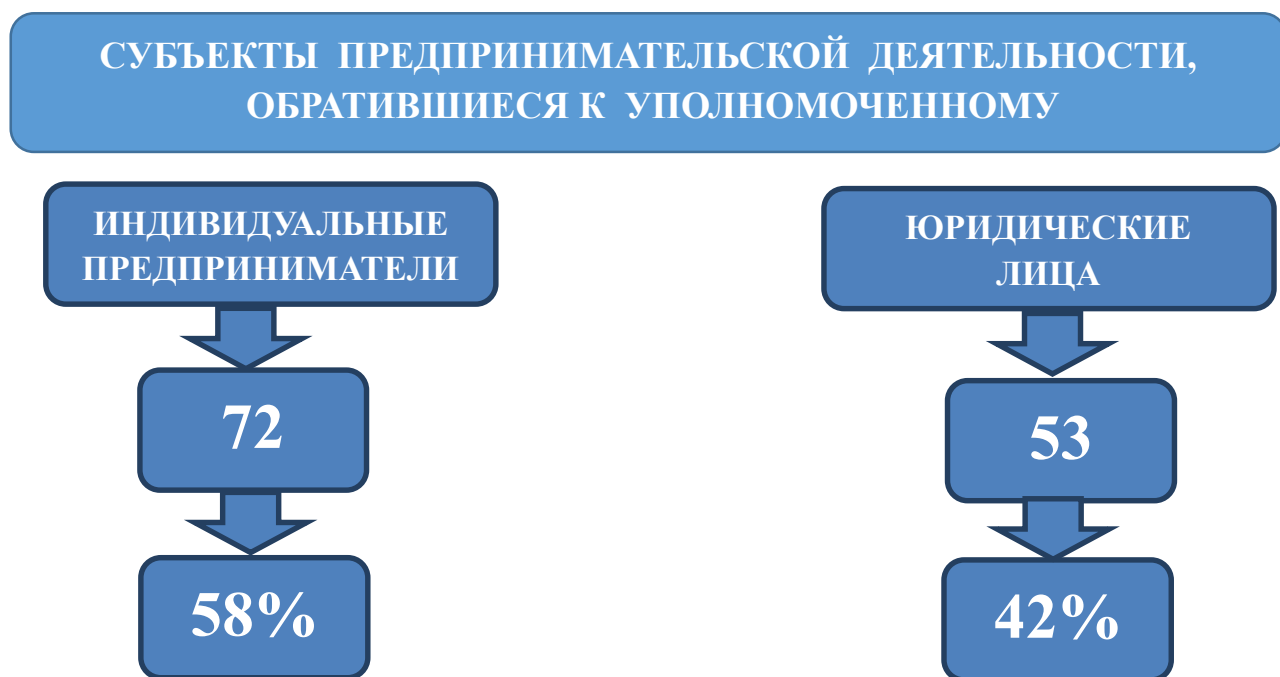 СУБЪЕКТЫ ПРЕДПРИНИМАТЕЛЬСКОЙ ДЕЯТЕЛЬНОСТИ,
ОБРАТИВШИЕСЯ К УПОЛНОМОЧЕННОМУ
ИНДИВИДУАЛЬНЫЕ
ПРЕДПРИНИМАТЕЛИ
72
58%
ЮРИДИЧЕСКИЕ
ЛИЦА
53
42%